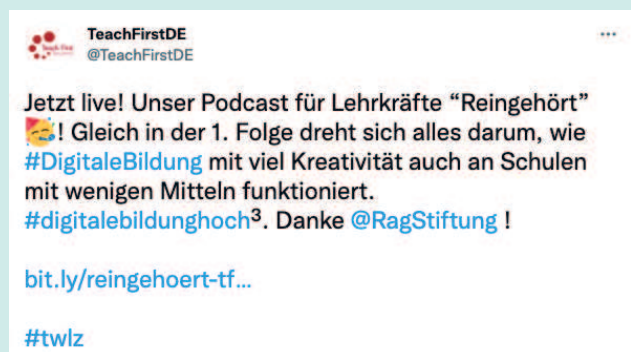 TeachFirstDE
@TeachFirstDE
...
Jetzt live! Unser Podcast für Lehrkräfte “Reingehört”
🥳! Gleich in der 1. Folge dreht sich alles darum, wie
#DigitaleBildung mit viel Kreativität auch an Schulen
mit wenigen Mitteln funktioniert.
#digitalebildunghoch³. Danke @RagStiftung !
bit.ly/reingehoert-tf...
#twlz